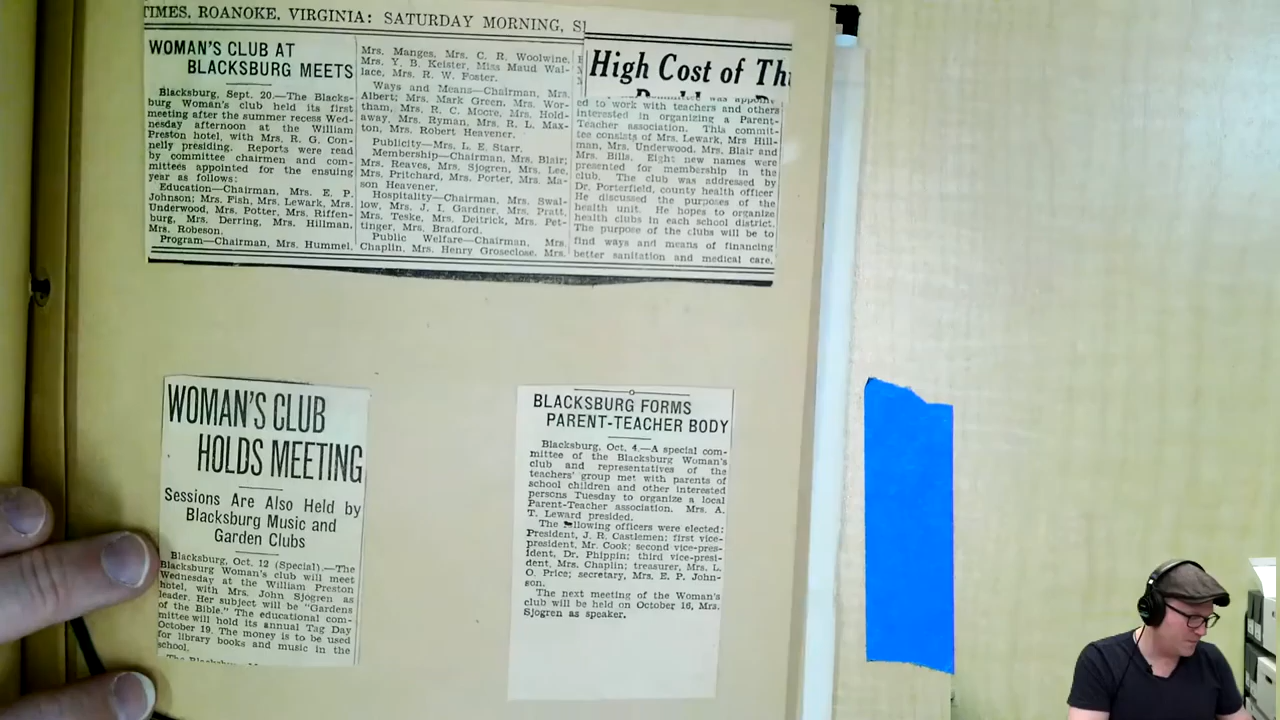 TIMES, ROANOKE, VIRGINIA: SATURDAY MORNING,
WOMAN'S CLUB AT
BLACKSBURG MEETS
Blacksburg, Sept. 20.—The Blacks-
burg Woman's club held its first
meeting after the summer recess Wed-
nesday afternoon at the William
Preston hotel, with Mrs. R. G. Con-
nelly presiding. Reports were read
by committee chairmen and com-
mittees appointed for the ensuing
year as follows:
Education—Chairman, Mrs. E. P.
Johnson; Mrs. Fish, Mrs. Lewark, Mrs.
Underwood, Mrs. Potter, Mrs. Riffen-
burg, Mrs. Derring, Mrs. Hillman,
Mrs. Robeson.
Program—Chairman, Mrs. Hummel,
Mrs. Manges, Mrs. C. R. Woolwine,
Mrs. Y. B. Keister, Miss Maud Wal-
lace, Mrs. R. W. Foster.
Ways and Means—Chairman, Mrs.
Albert; Mrs. Mark Green, Mrs. Wor-
tham, Mrs. R. C. Moore, Mrs. Hold-
away, Mrs. Ryman, Mrs. R. L. Max-
ton, Mrs. Robert Heavener.
Publicity—Mrs. L. E. Starr.
Membership—Chairman, Mrs. Blair;
Mrs. Reaves, Mrs. Sjogren, Mrs. Lee,
Mrs. Pritchard, Mrs. Porter, Mrs. Ma-
son Heavener.
Hospitality—Chairman, Mrs. Swal-
low, Mrs. J. I. Gardner, Mrs. Pratt,
Mrs. Teske, Mrs. Deitrick, Mrs. Pet-
tinger, Mrs. Bradford.
Public Welfare—Chairman, Mrs.
Chaplin, Mrs. Henry Groseclose, Mrs.
High Cost of
ed to work with teachers and others
interested in organizing a Parent-
Teacher association. This commit-
tee consists of Mrs. Lewark, Mrs Hill-
man, Mrs. Underwood, Mrs. Blair and
Mrs. Bills. Eight new names were
presented for membership in the
club. The club was addressed by
Dr. Porterfield, county health officer
He discussed the purposes of the
health unit. He hopes to organize
health clubs in each school district.
The purpose of the clubs will be to
find ways and means of financing
better sanitation and medical care.
WOMAN'S CLUB
HOLDS MEETING
Sessions Are Also Held by
Blacksburg Music and
Garden Clubs
Blacksburg, Oct. 12 (Special).—The
Blacksburg Woman's club will meet
Wednesday at the William Preston
hotel, with Mrs. John Sjogren as
leader. Her subject will be "Gardens
of the Bible." The educational com-
mittee will hold its annual Tag Day
October 19. The money is to be used
for library books and music in the
school.
BLACKSBURG FORMS
PARENT-TEACHER BODY
Blacksburg, Oct. 4.—A special com-
mittee of the Blacksburg Woman's
club and representatives of the
teachers' group met with parents of
school children and other interested
persons Tuesday to organize a local
Parent-Teacher association. Mrs. A.
T. Leward presided.
The following officers were elected:
President, J. R. Castlemen; first vice-
president, Mr. Cook; second vice-pres-
ident, Dr. Phippin; third vice-presi-
dent, Mrs. Chaplin; treasurer, Mrs. L.
O. Price; secretary, Mrs. E. P. John-
son.
The next meeting of the Woman's
club will be held on October 16, Mrs.
Sjogren as speaker.